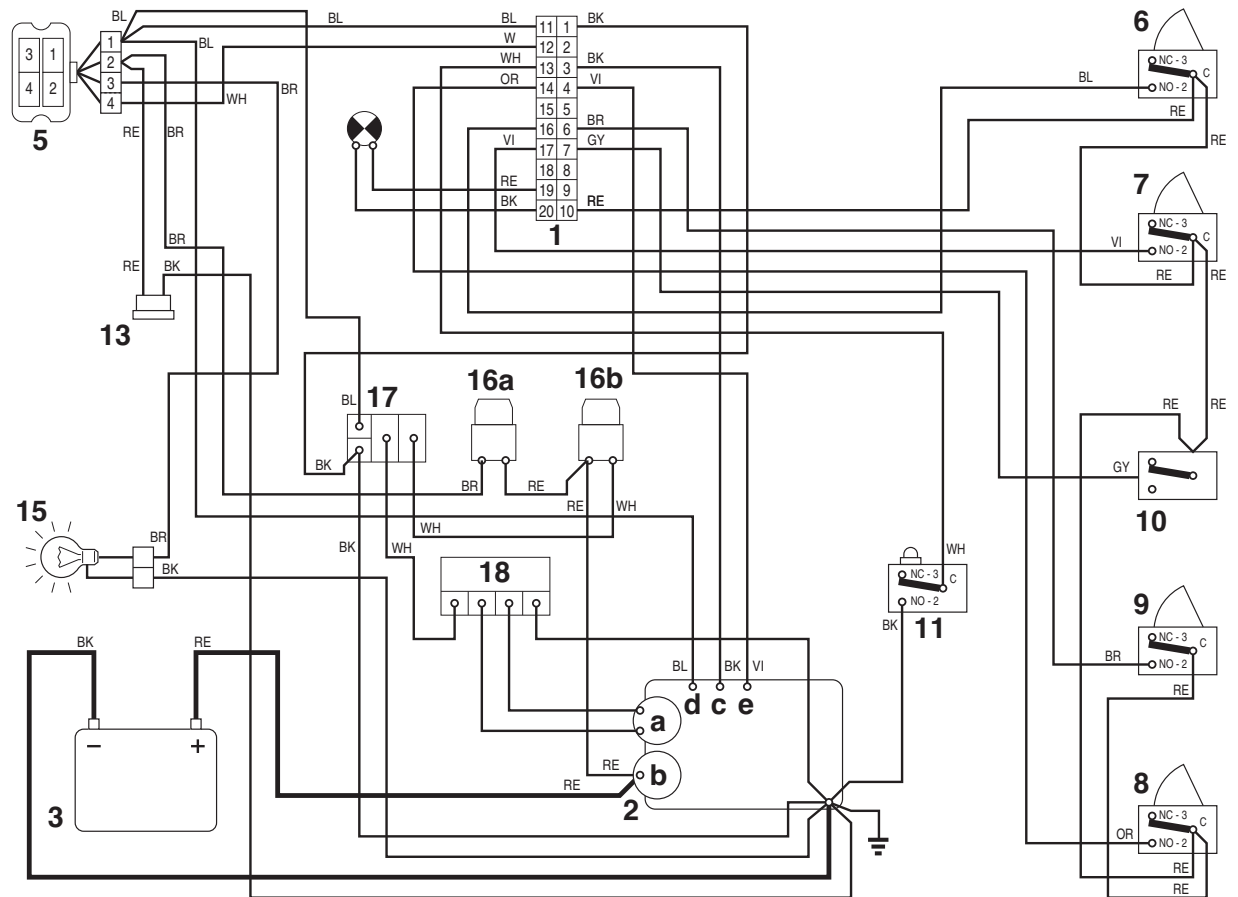 BL
BL
BL
11 1
BK
6
3 1
4 2
1
2
3
4
BL
W
12 2
NC - 3
C
NO - 2
BL
WH
13 3
BK
OR
14 4
VI
BR
WH
15 5
RE
5
RE
BR
16 6
BR
VI
17 7
GY
RE
18 8
7
RE
19 9
BK
20 10
RE
NC - 3
C
NO - 2
VI
1
BR
RE
BK
RE
RE
13
16a
16b
17
BL
RE
RE
BK
GY
BR
RE
RE
WH
10
15
WH
BR
BK
WH
WH
BK
18
NC - 3
C
NO - 2
9
11
BK
NC - 3
C
NO - 2
BR
BK
RE
BL
BK
VI
RE
d c e
a
RE
b
RE
8
3
2
NC - 3
C
NO - 2
OR
RE
RE
- +